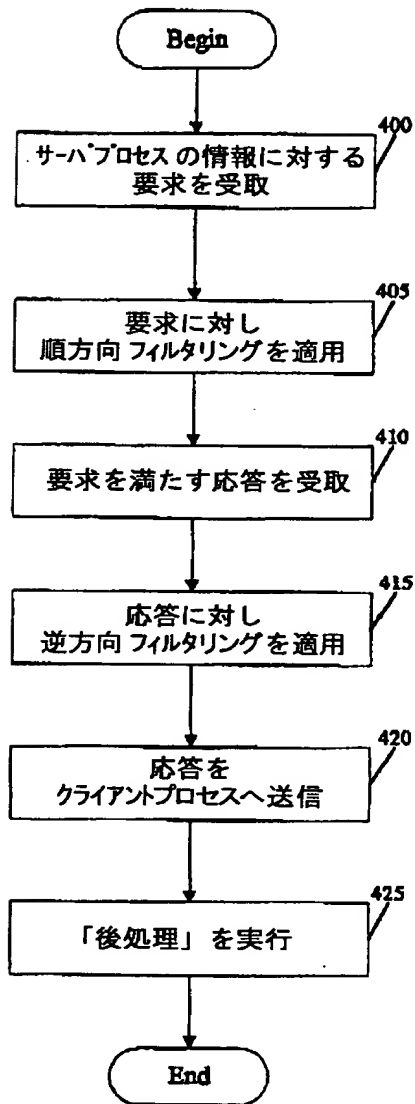 Begin
400
サーバプロセス の情報に対する
要求を受取
405
要求に対し
順方向 フィルタリングを適用
410
要求を満たす応答を受取
415
応答に対し
逆方向 フィルタリングを適用
420
応答を
クライアントプロセスへ送信
425
「後処理」を実行
End